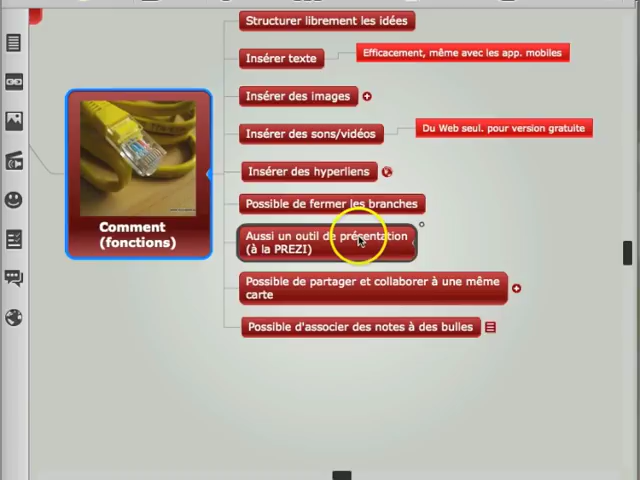 Structurer librement les idées
Insérer texte
Efficacement, même avec les app. mobiles
Insérer des images
Insérer des sons/vidéos
Du Web seul. pour version gratuite
Insérer des hyperliens
Possible de fermer les branches
Comment
(fonctions)
Aussi un outil de présentation
(à la PREZI)
Possible de partager et collaborer à une même
carte
Possible d'associer des notes à des bulles